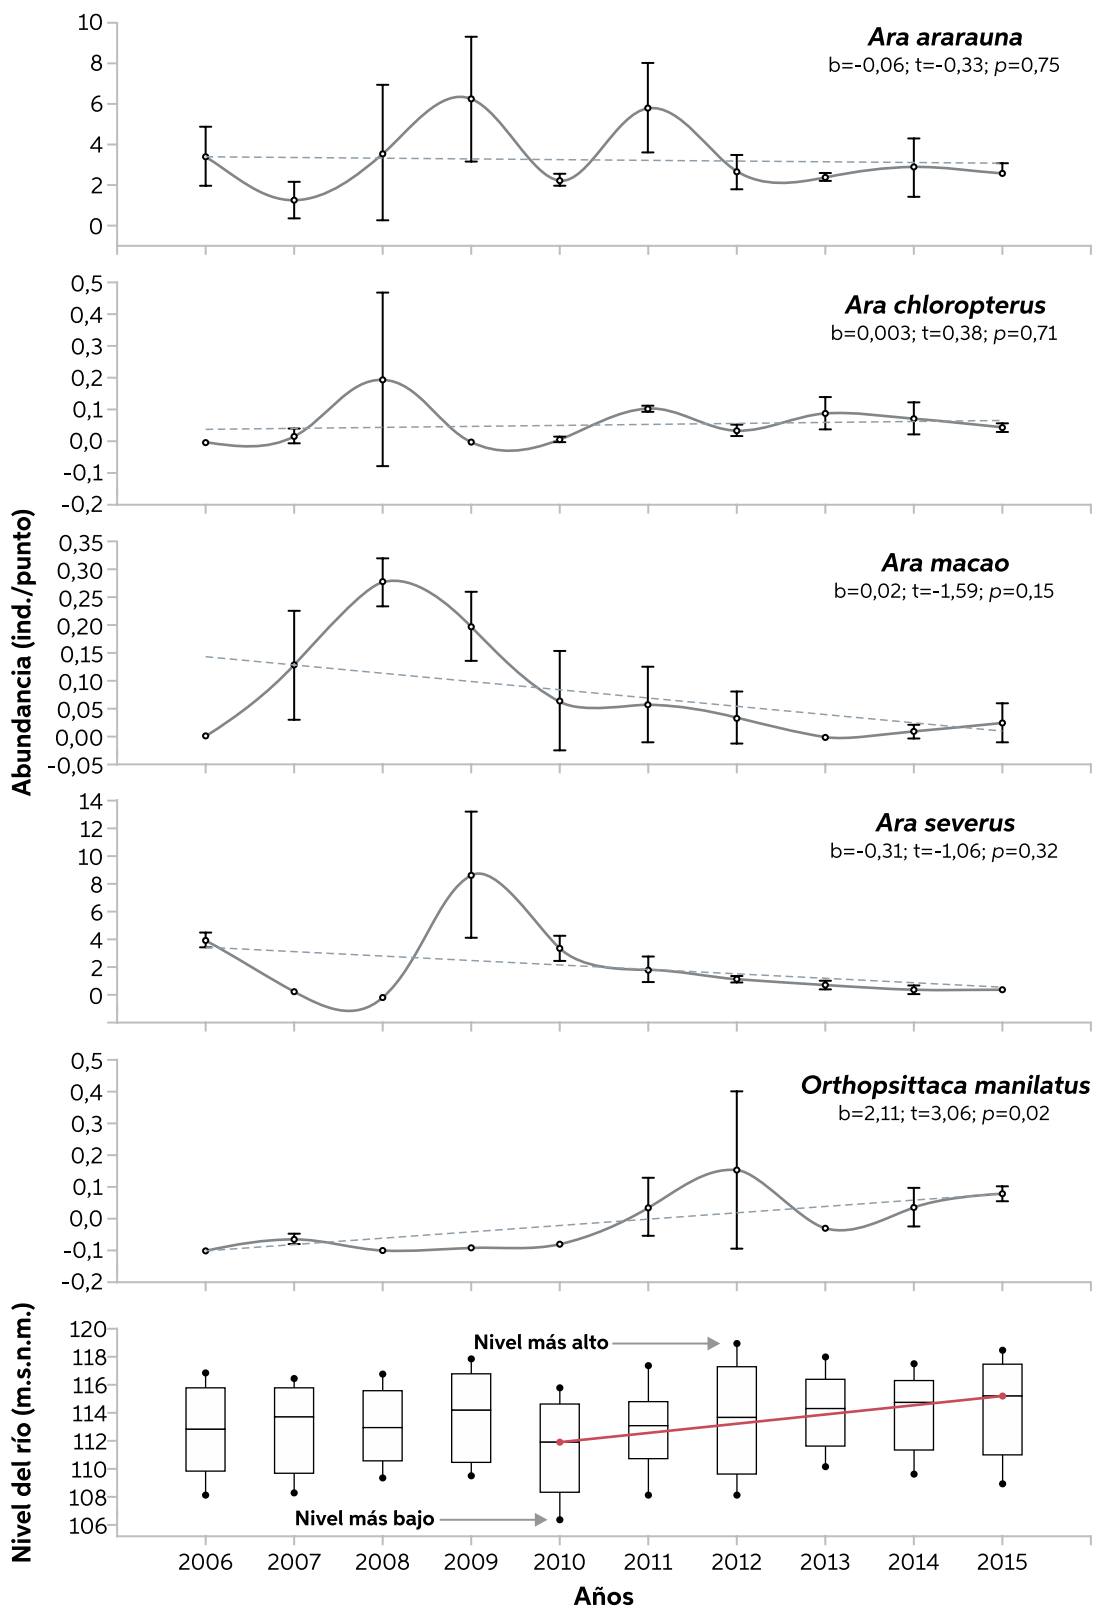 Ara ararauna
b=-0,06; t=-0,33; p=0,75
10
8
6
4
2
0
Ara chloropterus
b=0,003; t=0,38; p=0,71
0,5
0,4
0,3
0,2
0,1
0,0
-0,1
-0,2
Abundancia (ind./punto)
Ara macao
b=0,02; t=-1,59; p=0,15
0,35
0,30
0,25
0,20
0,15
0,10
0,05
0,00
-0,05
Ara severus
b=-0,31; t=-1,06; p=0,32
14
12
10
8
6
4
2
0
Orthopsittaca manilatus
b=2,11; t=3,06; p=0,02
0,5
0,4
0,3
0,2
0,1
0,0
-0,1
-0,2
Nivel del río (m.s.n.m.)
120
118
116
114
112
110
108
106
Nivel más alto
Nivel más bajo
2006 2007 2008 2009 2010 2011 2012 2013 2014 2015
Años